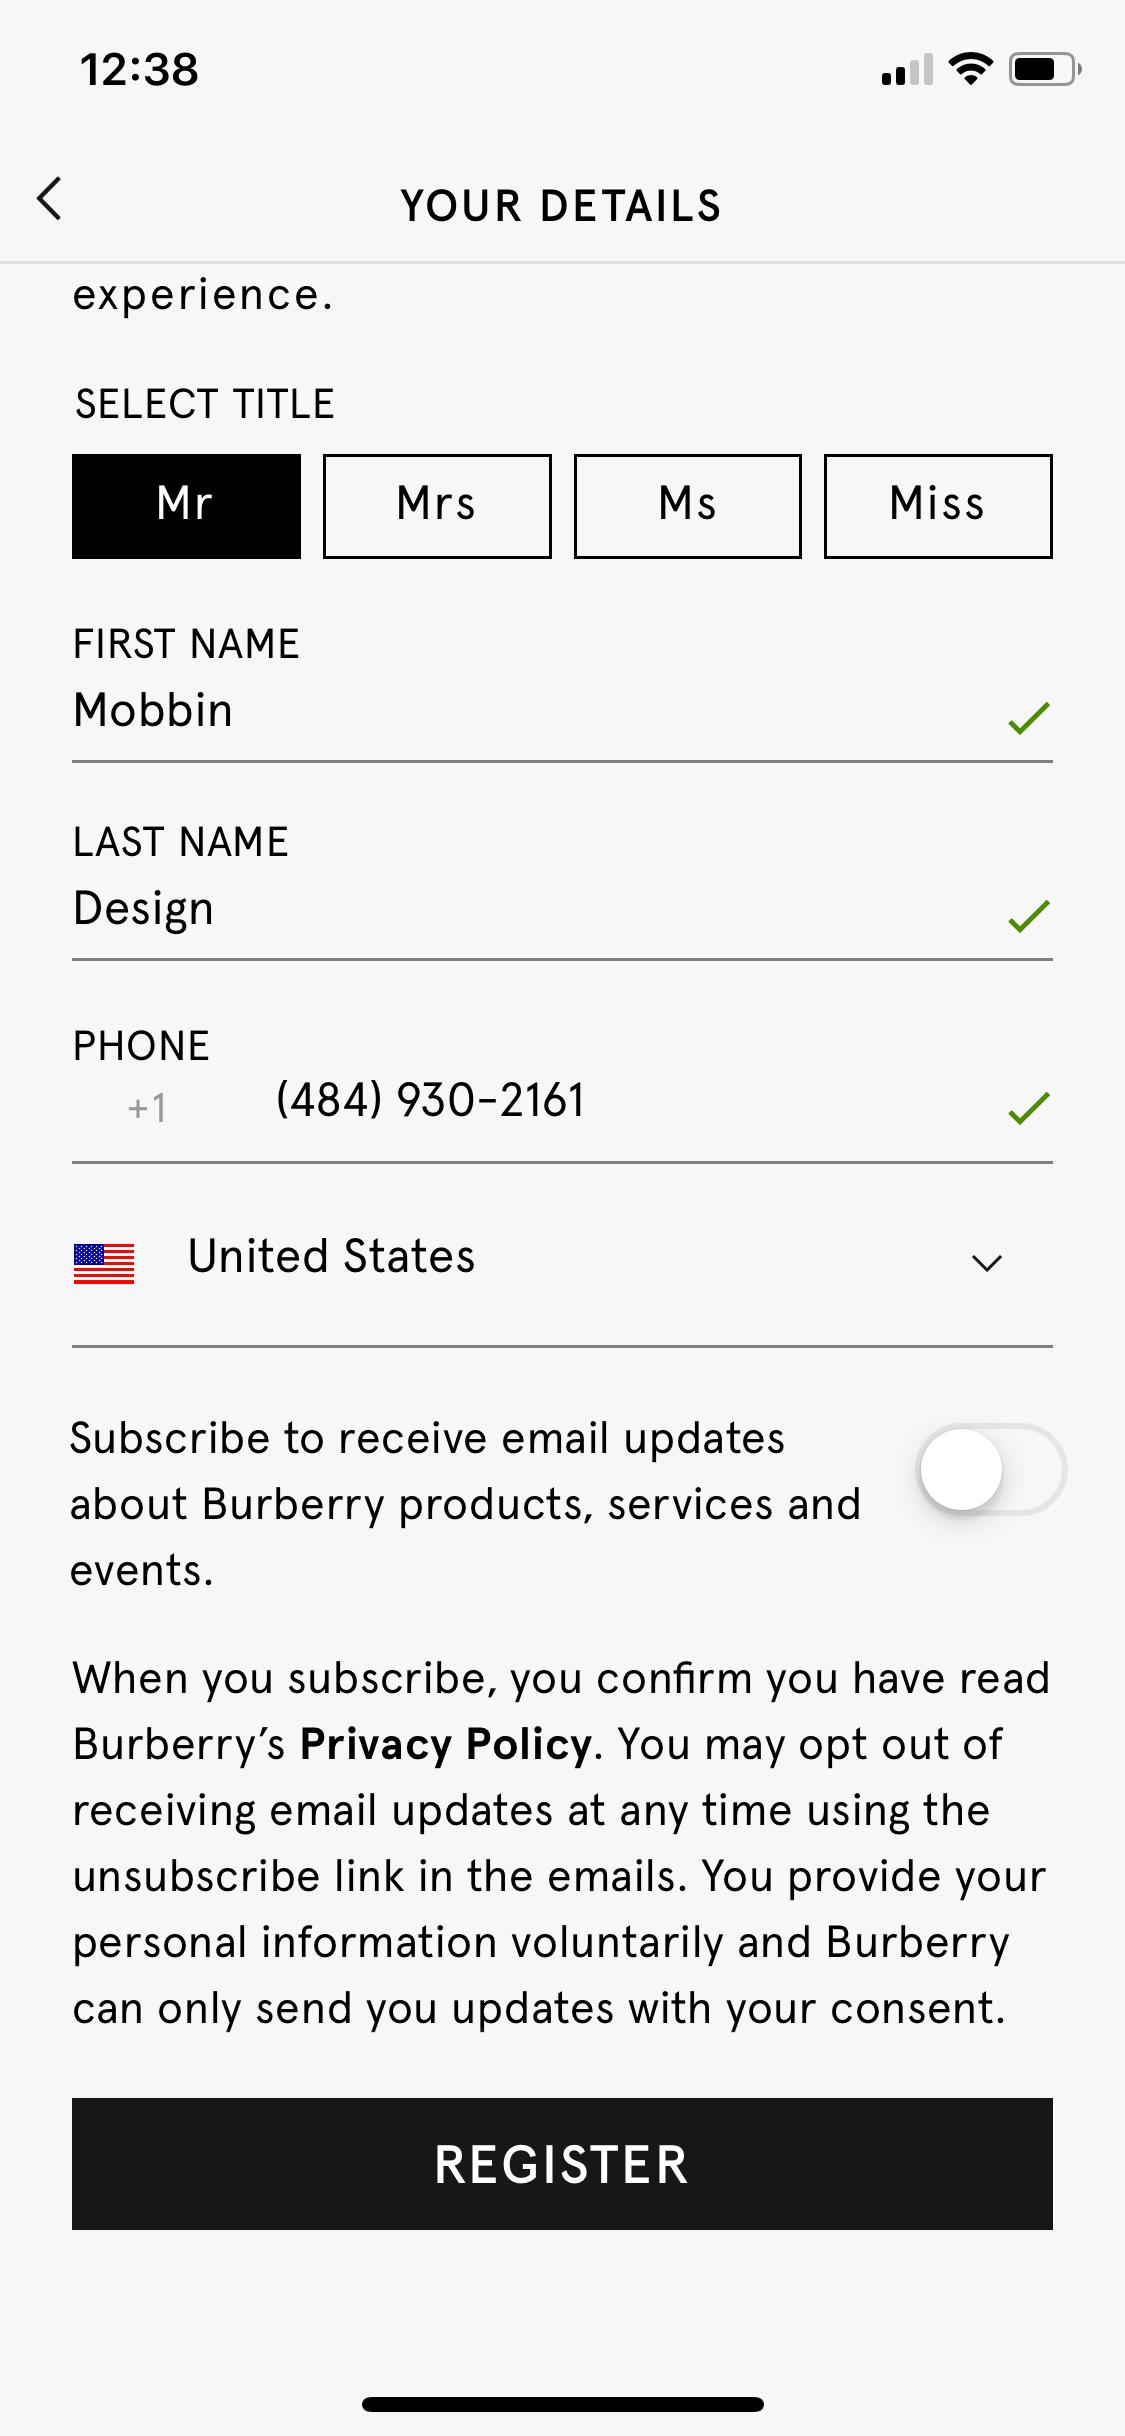 12:38
YOUR DETAILS
experience.
SELECT TITLE
Mr Mrs Ms Miss
FIRST NAME
Mobbin
LAST NAME
Design
PHONE
+1 (484) 930-2161
United States
Subscribe to receive email updates
about Burberry products, services and
events.
When you subscribe, you confirm you have read
Burberry’s Privacy Policy. You may opt out of
receiving email updates at any time using the
unsubscribe link in the emails. You provide your
personal information voluntarily and Burberry
can only send you updates with your consent.
REGISTER